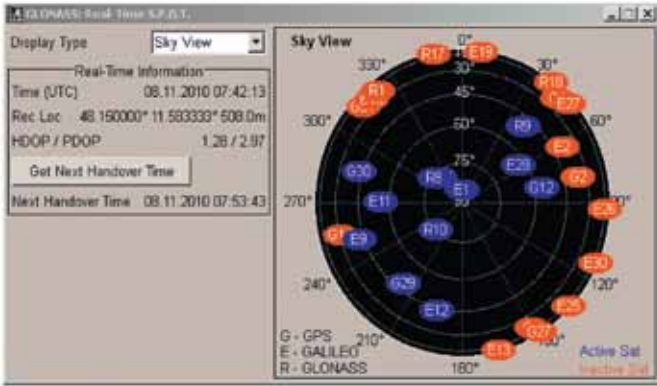 GLONASS: Real-Time S.P.O.T.
Display Type Sky View
Real-Time Information
Time (UTC) 08.11.2010 07:42:13
Rec Loc 48.150000° 11.583333° 508.0m
HDOP / PDOP 1.28 / 2.97
Get Next Handover Time
Next Handover Time 08.11.2010 07:53:43
Sky View
0°
R17 E19
330° 30°
30°
R18
R1
E27
45°
300° 60°
60° R9
E2
75° E28
G30 R8 G2
E1 G12
270° E11 90
E26
R10
E9
E30
240° 120°
G29 E25
E12
G27
210°
E13
180°
G - GPS
E - GALILEO
R - GLONASS
Active Sat
Inactive Sat